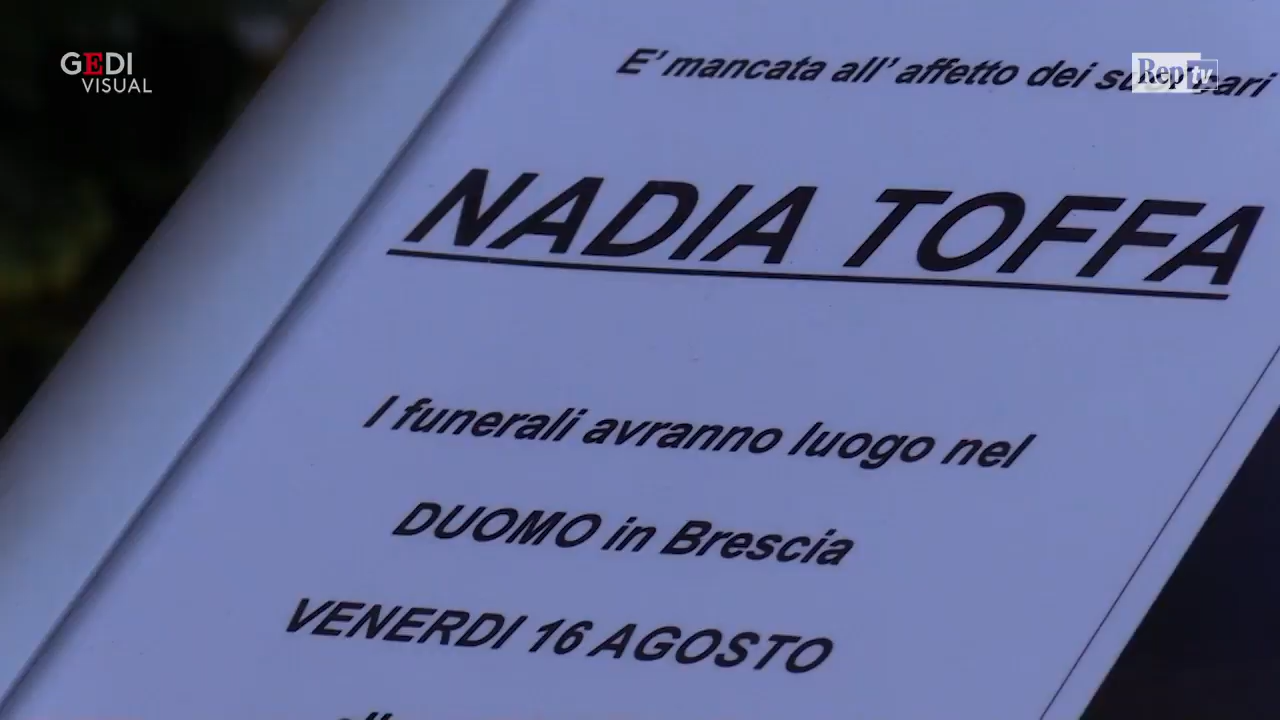 GEDI
VISUAL
Rep tv
E' mancata all' affetto dei suoi cari
NADIA TOFFA
I funerali avranno luogo nel
DUOMO in Brescia
VENERDI 16 AGOSTO